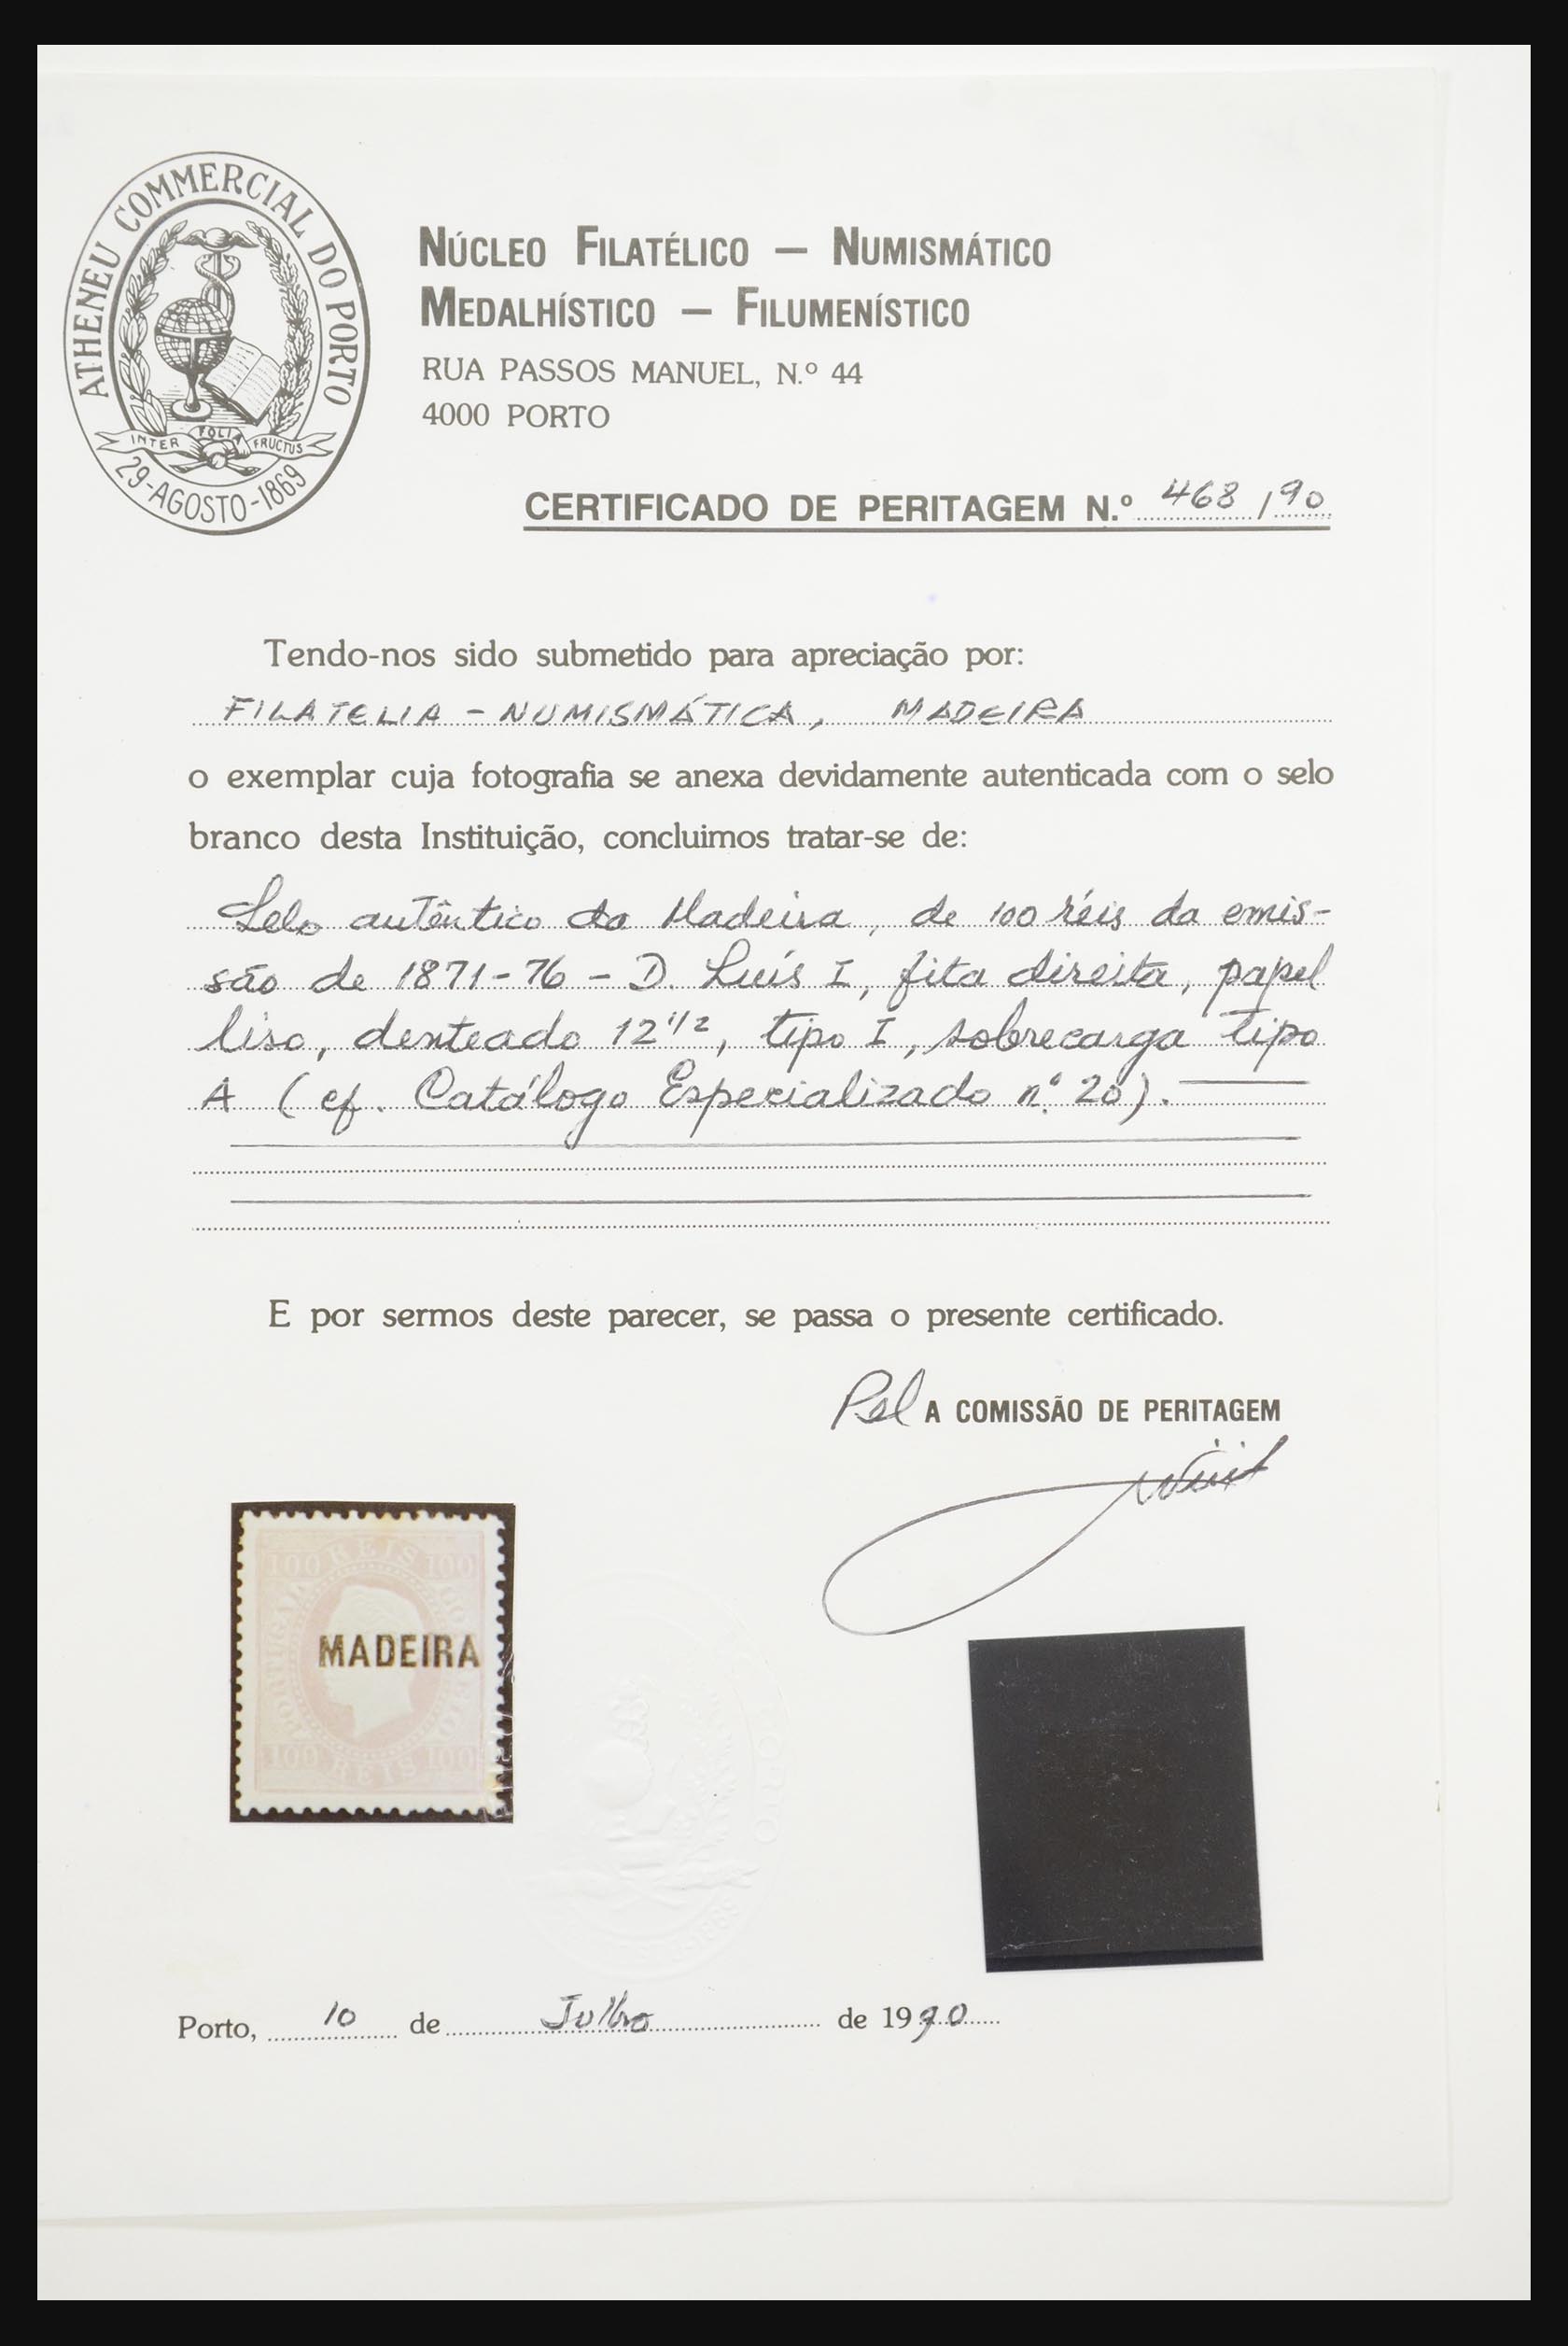 ATHENEU COMMERCIAL DO PORTO
INTER FOLIA FRUCTUS
29-AGOSTO-1869
NÚCLEO FILATÉLICO — NUMISMÁTICO
MEDALHÍSTICO — FILUMENÍSTICO
RUA PASSOS MANUEL, N.º 44
4000 PORTO
CERTIFICADO DE PERITAGEM N.º 468/90
Tendo-nos sido submetido para apreciação por:
FILATELIA - NUMISMÁTICA, MADEIRA
o exemplar cuja fotografia se anexa devidamente autenticada com o selo
branco desta Instituição, concluimos tratar-se de:
Selo autêntico da Madeira, de 100 réis da emis-
são de 1871-76 - D. Luís I, fita direita, papel
liso, denteado 12 1/2, tipo I, sobrecarga tipo
A (cf. Catálogo Especializado nº 20).
E por sermos deste parecer, se passa o presente certificado.
Pel A COMISSÃO DE PERITAGEM
100 REIS 100
PORTUGAL
MADEIRA
100 REIS 100
Porto, 10 de Julho de 1990